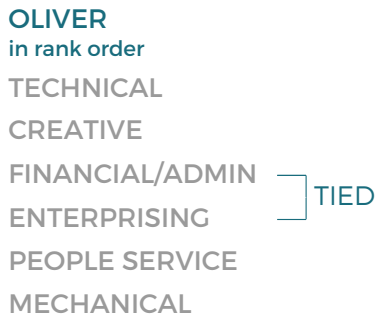 OLIVER
in rank order
TECHNICAL
CREATIVE
FINANCIAL/ADMIN
TIED
ENTERPRISING
PEOPLE SERVICE
MECHANICAL